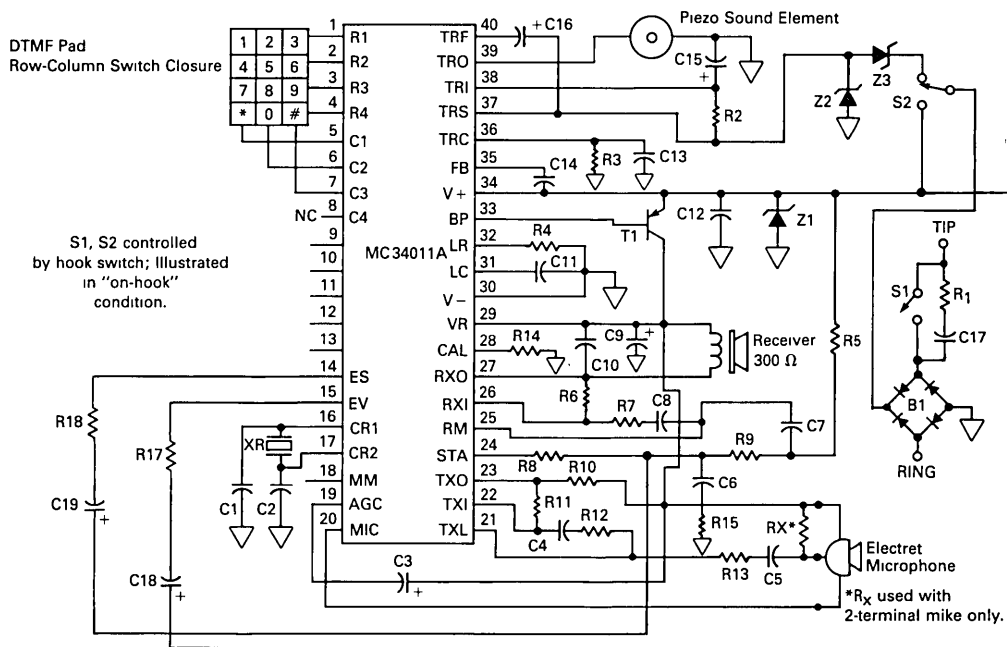 DTMF Pad
Row-Column Switch Closure
1 2 3
4 5 6
7 8 9
* 0 #
S1, S2 controlled
by hook switch; Illustrated
in "on-hook"
condition.
MC34011A
1 R1
2 R2
3 R3
4 R4
5 C1
6 C2
7 C3
NC 8 C4
9
10
11
12
13
14 ES
15 EV
16 CR1
17 CR2
18 MM
19 AGC
20 MIC
TRF 40
TRO 39
TRI 38
TRS 37
TRC 36
FB 35
V+ 34
BP 33
LR 32
LC 31
V- 30
VR 29
CAL 28
RXO 27
RXI 26
RM 25
STA 24
TXO 23
TXI 22
TXL 21
+ C16
Piezo Sound Element
C15
+
R2
Z2
Z3
S2
R3
C13
C14
T1
C12
Z1
R4
C11
R14
C10
C9 +
Receiver
300 Ω
R5
TIP
S1
R1
C17
B1
RING
R6
R7
C8
C7
R8
R9
R10
C6
R11
C4
R12
R15
R13
C5
RX*
Electret
Microphone
*RX used with
2-terminal mike only.
R18
C19
+
R17
C18
+
XR
C1
C2
C3
+